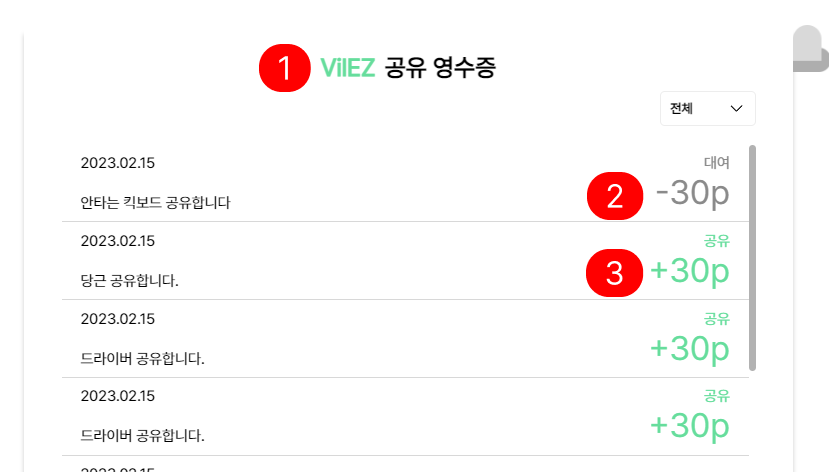 1 VilEZ 공유 영수증
전체
2023.02.15 대여
안타는 킥보드 공유합니다 2 -30p
2023.02.15 공유
당근 공유합니다. 3 +30p
2023.02.15 공유
드라이버 공유합니다. +30p
2023.02.15 공유
드라이버 공유합니다. +30p
2023.02.15